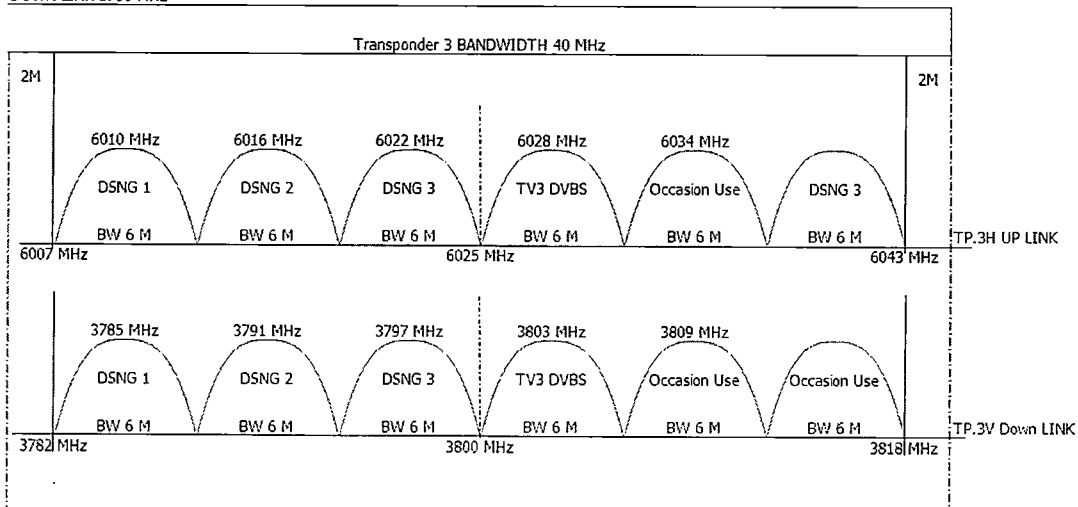 Transponder 3 BANDWIDTH 40 MHz
2M 2M
6010 MHz 6016 MHz 6022 MHz 6028 MHz 6034 MHz
DSNG 1 DSNG 2 DSNG 3 TV3 DVBS Occasion Use DSNG 3
BW 6 M BW 6 M BW 6 M BW 6 M BW 6 M BW 6 M
TP.3H UP LINK
6007 MHz 6025 MHz 6043 MHz
3785 MHz 3791 MHz 3797 MHz 3803 MHz 3809 MHz
DSNG 1 DSNG 2 DSNG 3 TV3 DVBS Occasion Use Occasion Use
BW 6 M BW 6 M BW 6 M BW 6 M BW 6 M BW 6 M
TP.3V Down LINK
3782 MHz 3800 MHz 3818 MHz